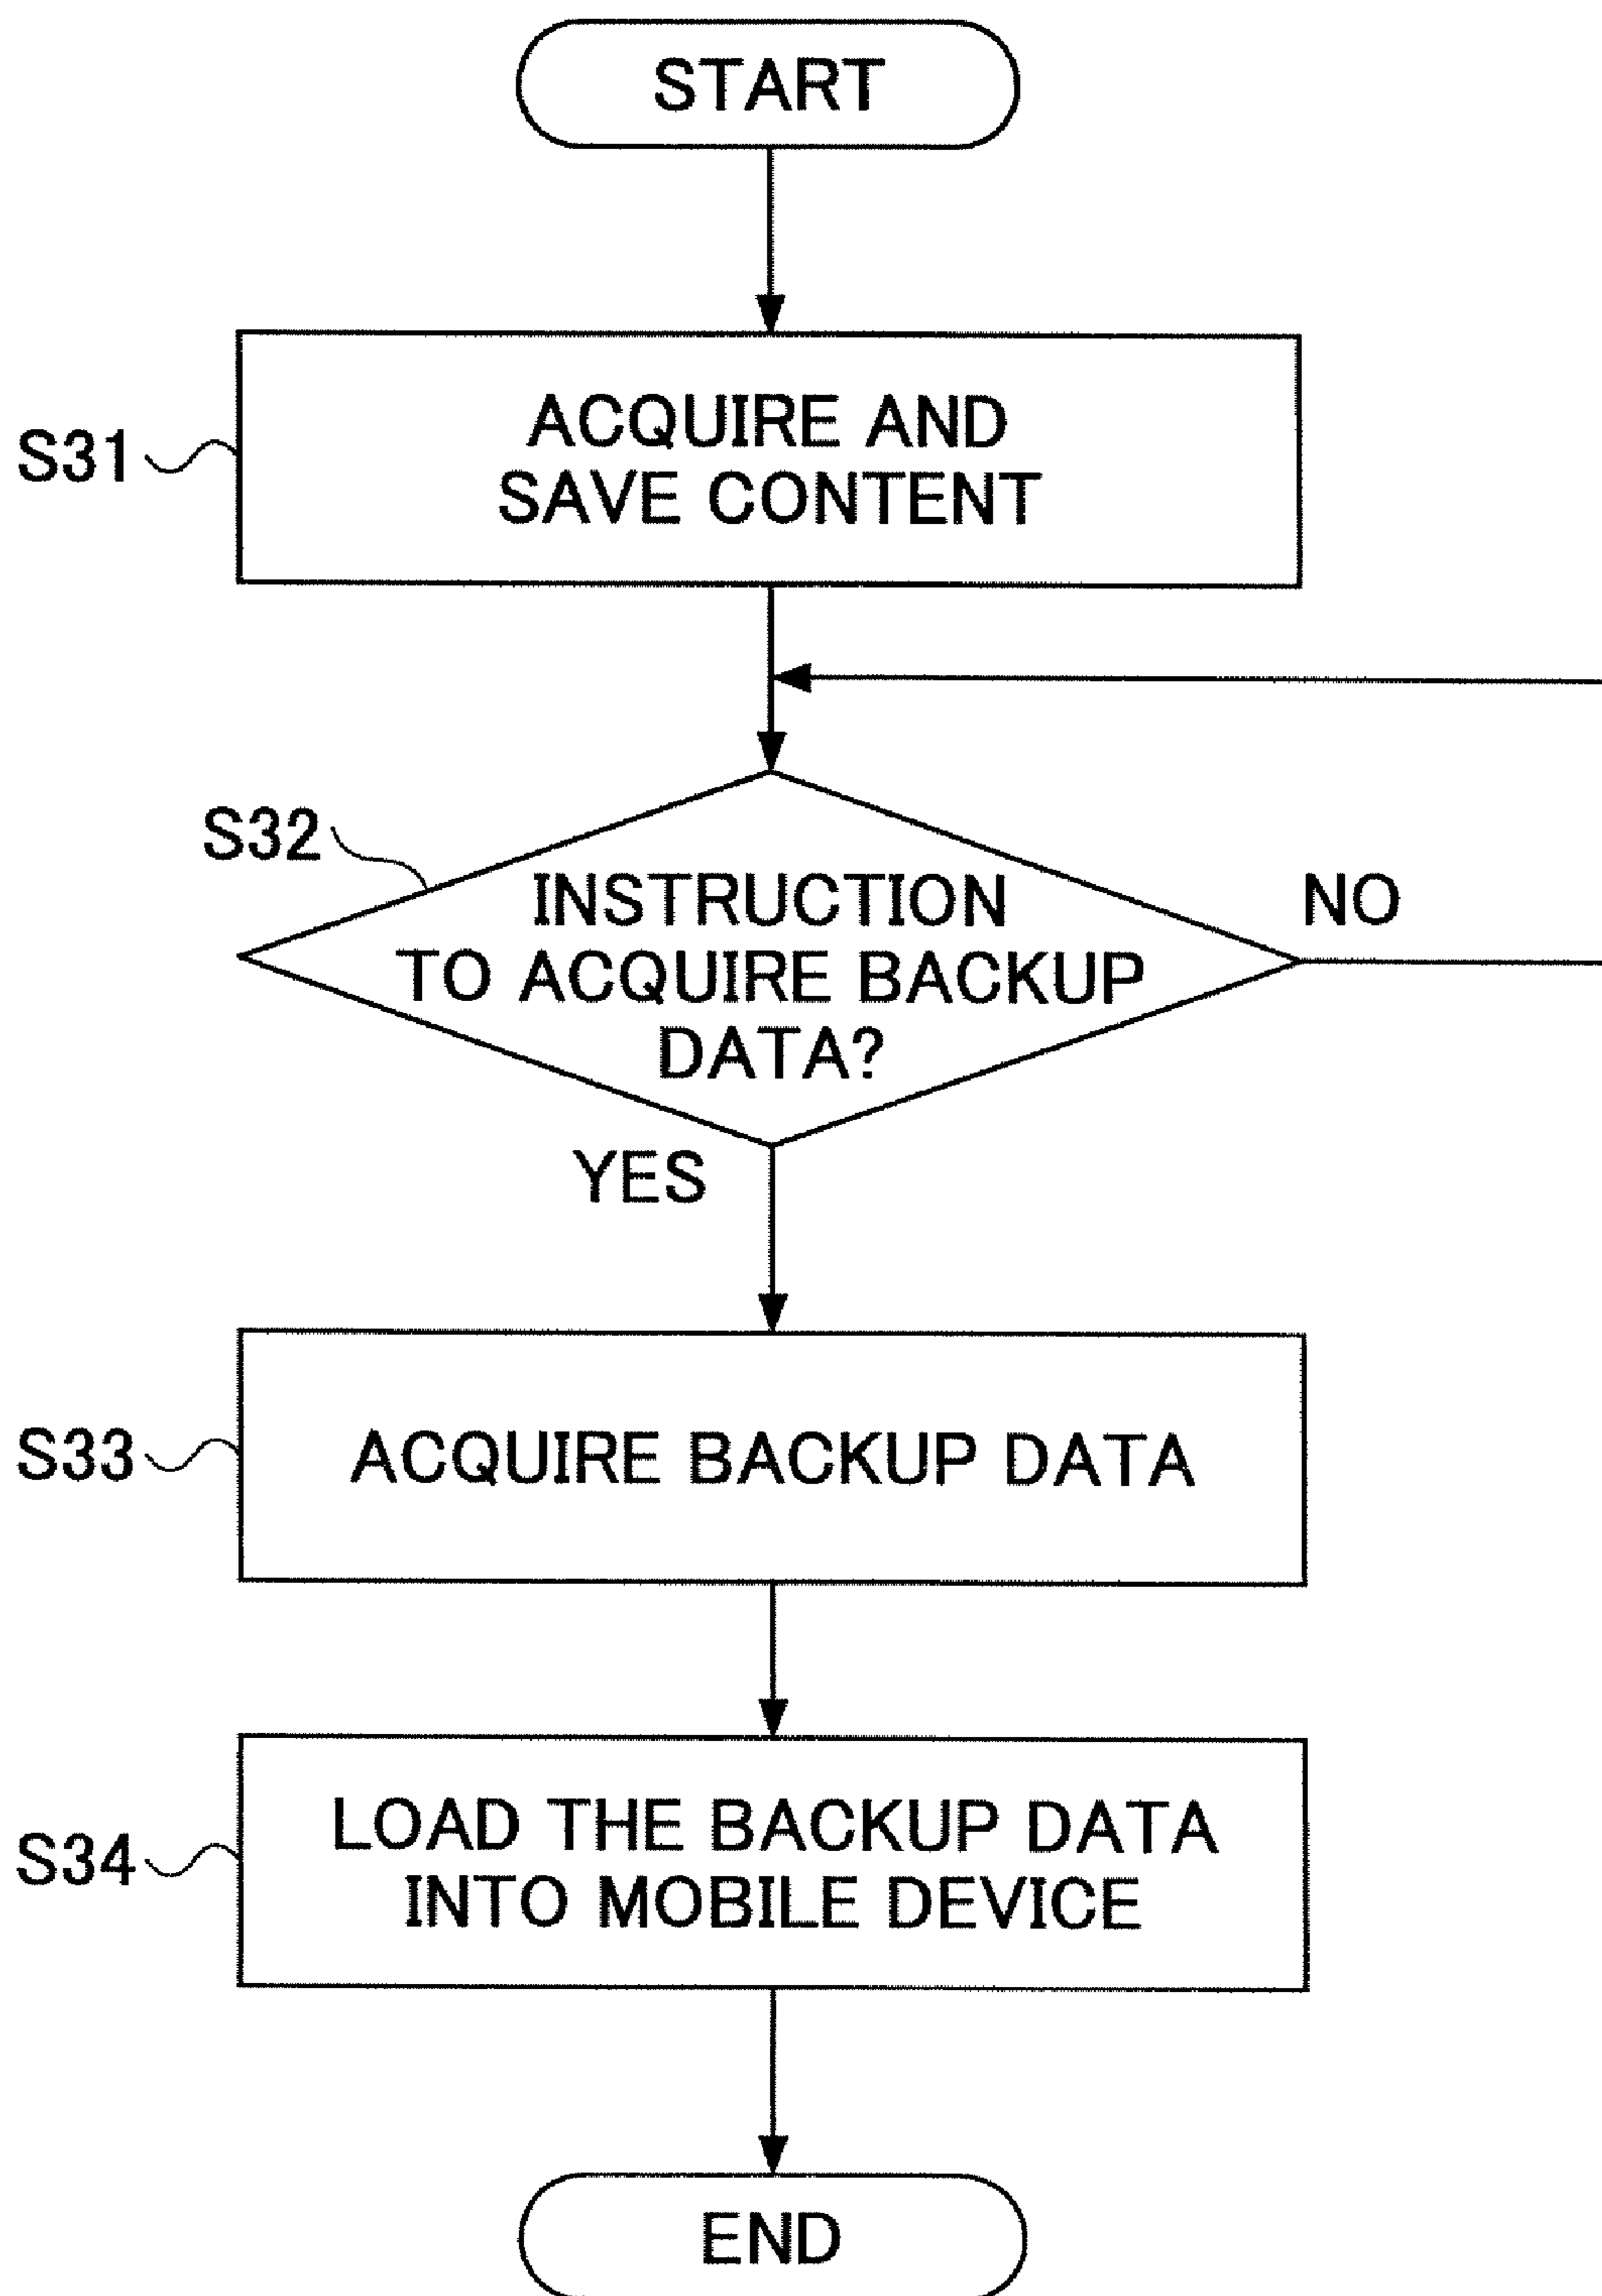 START
S31
ACQUIRE AND
SAVE CONTENT
S32
INSTRUCTION
TO ACQUIRE BACKUP
DATA?
NO
YES
S33
ACQUIRE BACKUP DATA
S34
LOAD THE BACKUP DATA
INTO MOBILE DEVICE
END